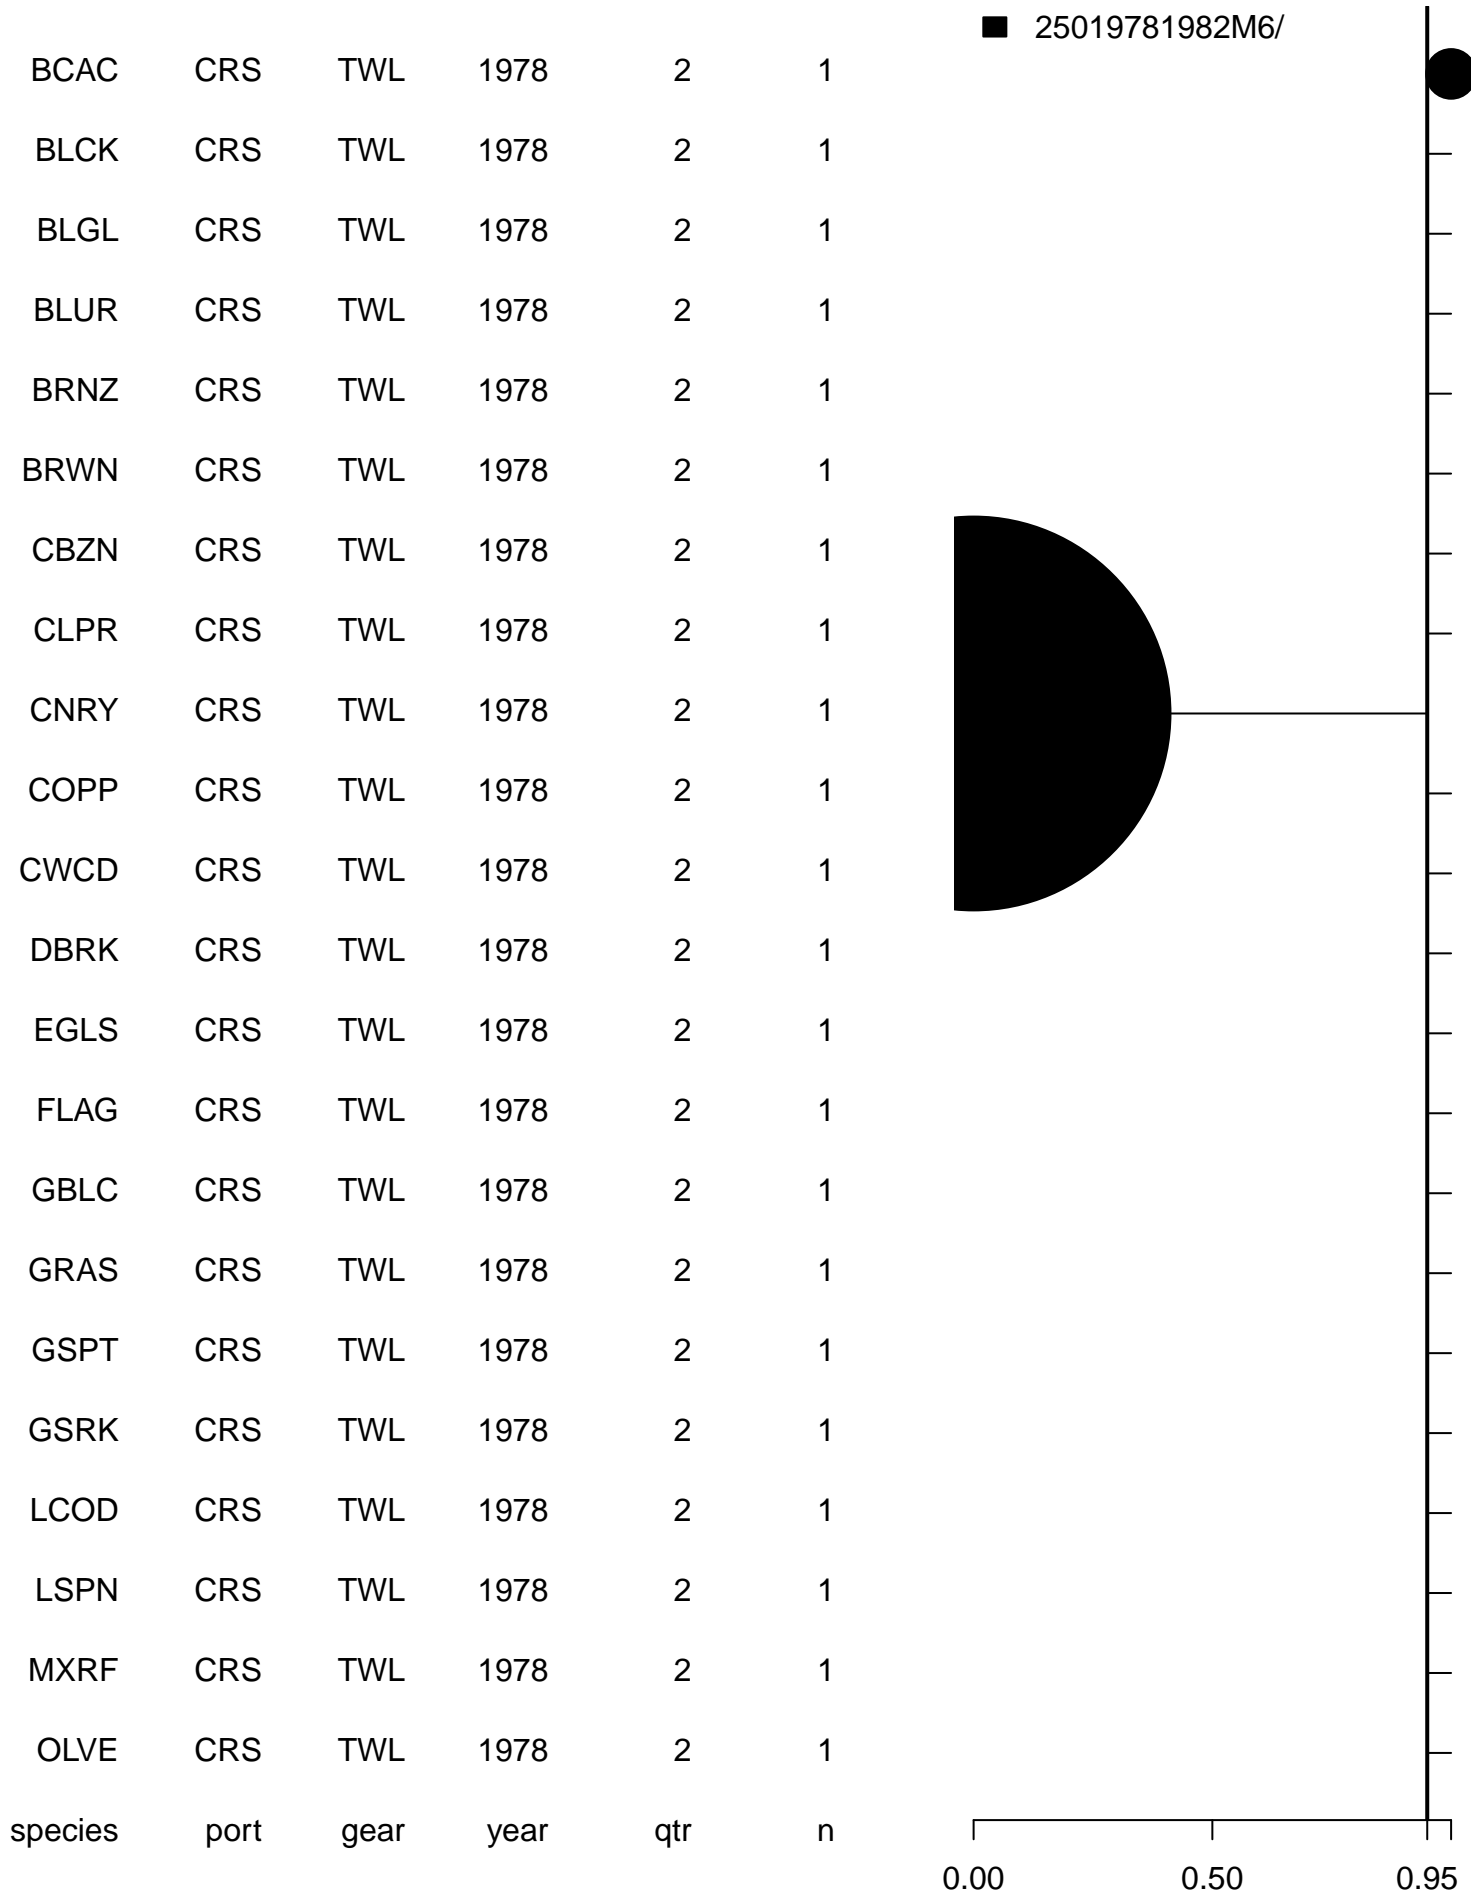 25019781982M6/
BCAC CRS TWL 1978 2 1
BLCK CRS TWL 1978 2 1
BLGL CRS TWL 1978 2 1
BLUR CRS TWL 1978 2 1
BRNZ CRS TWL 1978 2 1
BRWN CRS TWL 1978 2 1
CBZN CRS TWL 1978 2 1
CLPR CRS TWL 1978 2 1
CNRY CRS TWL 1978 2 1
COPP CRS TWL 1978 2 1
CWCD CRS TWL 1978 2 1
DBRK CRS TWL 1978 2 1
EGLS CRS TWL 1978 2 1
FLAG CRS TWL 1978 2 1
GBLC CRS TWL 1978 2 1
GRAS CRS TWL 1978 2 1
GSPT CRS TWL 1978 2 1
GSRK CRS TWL 1978 2 1
LCOD CRS TWL 1978 2 1
LSPN CRS TWL 1978 2 1
MXRF CRS TWL 1978 2 1
OLVE CRS TWL 1978 2 1
species port gear year qtr n
0.00 0.50 0.95